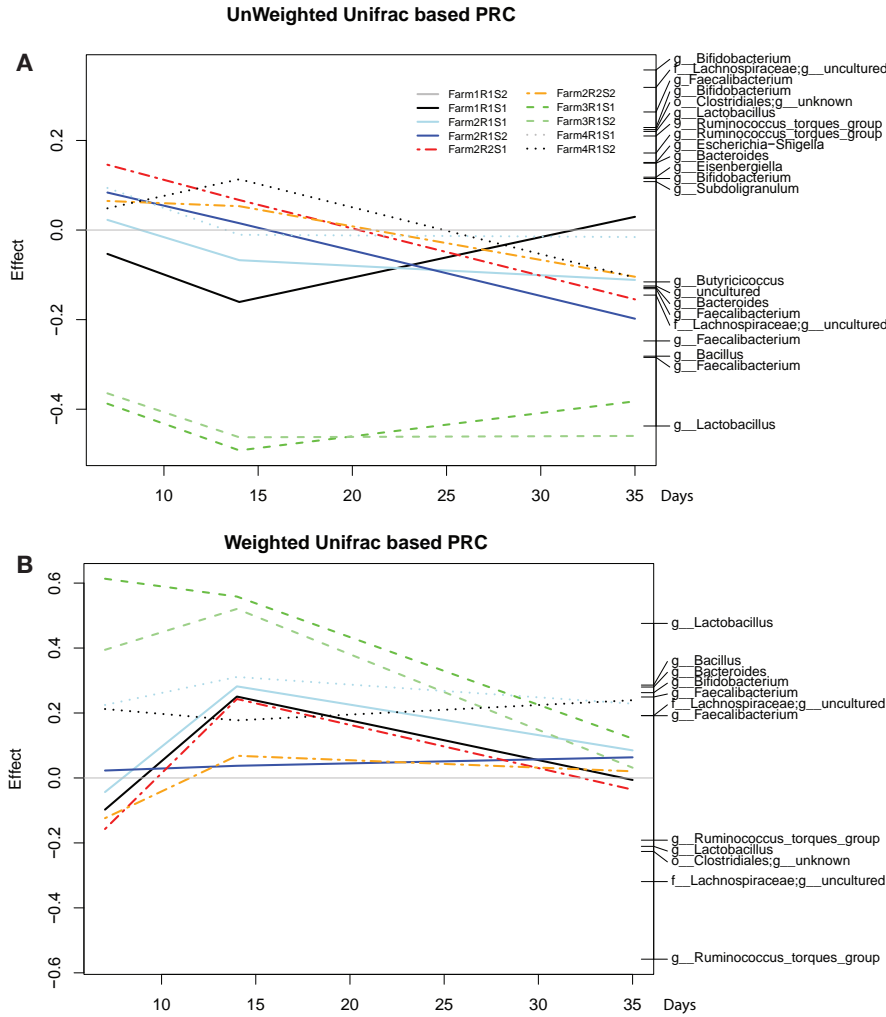 UnWeighted Unifrac based PRC
A
Farm1R1S2
Farm1R1S1
Farm2R1S1
Farm2R1S2
Farm2R2S1
Farm2R2S2
Farm3R1S1
Farm3R1S2
Farm4R1S1
Farm4R1S2
Effect
0.2
0.0
−0.2
−0.4
10
15
20
25
30
35
Days
g__Bifidobacterium
f__Lachnospiraceae;g__uncultured
g_Faecalibacterium
g__Bifidobacterium
o__Clostridiales;g__unknown
g__Lactobacillus
g__Ruminococcus_torques_group
g__Ruminococcus_torques_group
g__Escherichia−Shigella
g__Bacteroides
g__Eisenbergiella
g__Bifidobacterium
g__Subdoligranulum
g__Butyricicoccus
g__uncultured
g__Bacteroides
g__Faecalibacterium
f__Lachnospiraceae;g__uncultured
g__Faecalibacterium
g__Bacillus
g__Faecalibacterium
g__Lactobacillus
Weighted Unifrac based PRC
B
Effect
0.6
0.4
0.2
0.0
−0.2
−0.4
−0.6
10
15
20
25
30
35
Days
g__Lactobacillus
g__Bacillus
g__Bacteroides
g__Bifidobacterium
g__Faecalibacterium
f__Lachnospiraceae;g__uncultured
g__Faecalibacterium
g__Ruminococcus_torques_group
g__Lactobacillus
o__Clostridiales;g__unknown
f__Lachnospiraceae;g__uncultured
g__Ruminococcus_torques_group